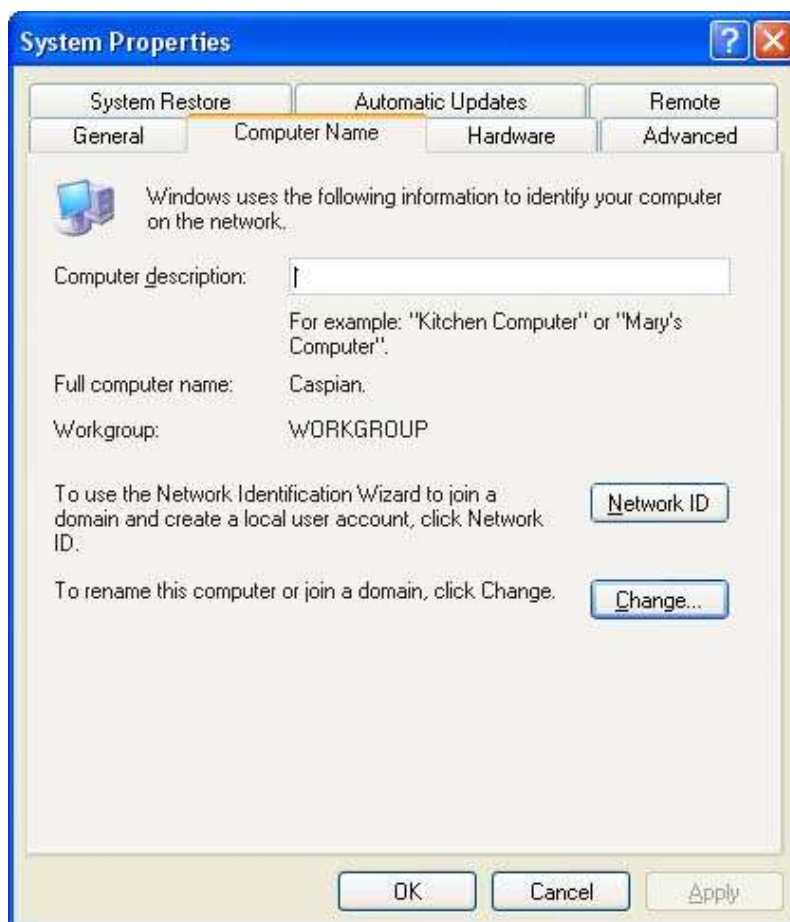 System Properties
?
System Restore
Automatic Updates
Remote
General
Computer Name
Hardware
Advanced
Windows uses the following information to identify your computer
on the network.
Computer description:
For example: "Kitchen Computer" or "Mary's
Computer".
Full computer name:
Caspian.
Workgroup:
WORKGROUP
To use the Network Identification Wizard to join a
domain and create a local user account, click Network
ID.
Network ID
To rename this computer or join a domain, click Change.
Change...
OK
Cancel
Apply